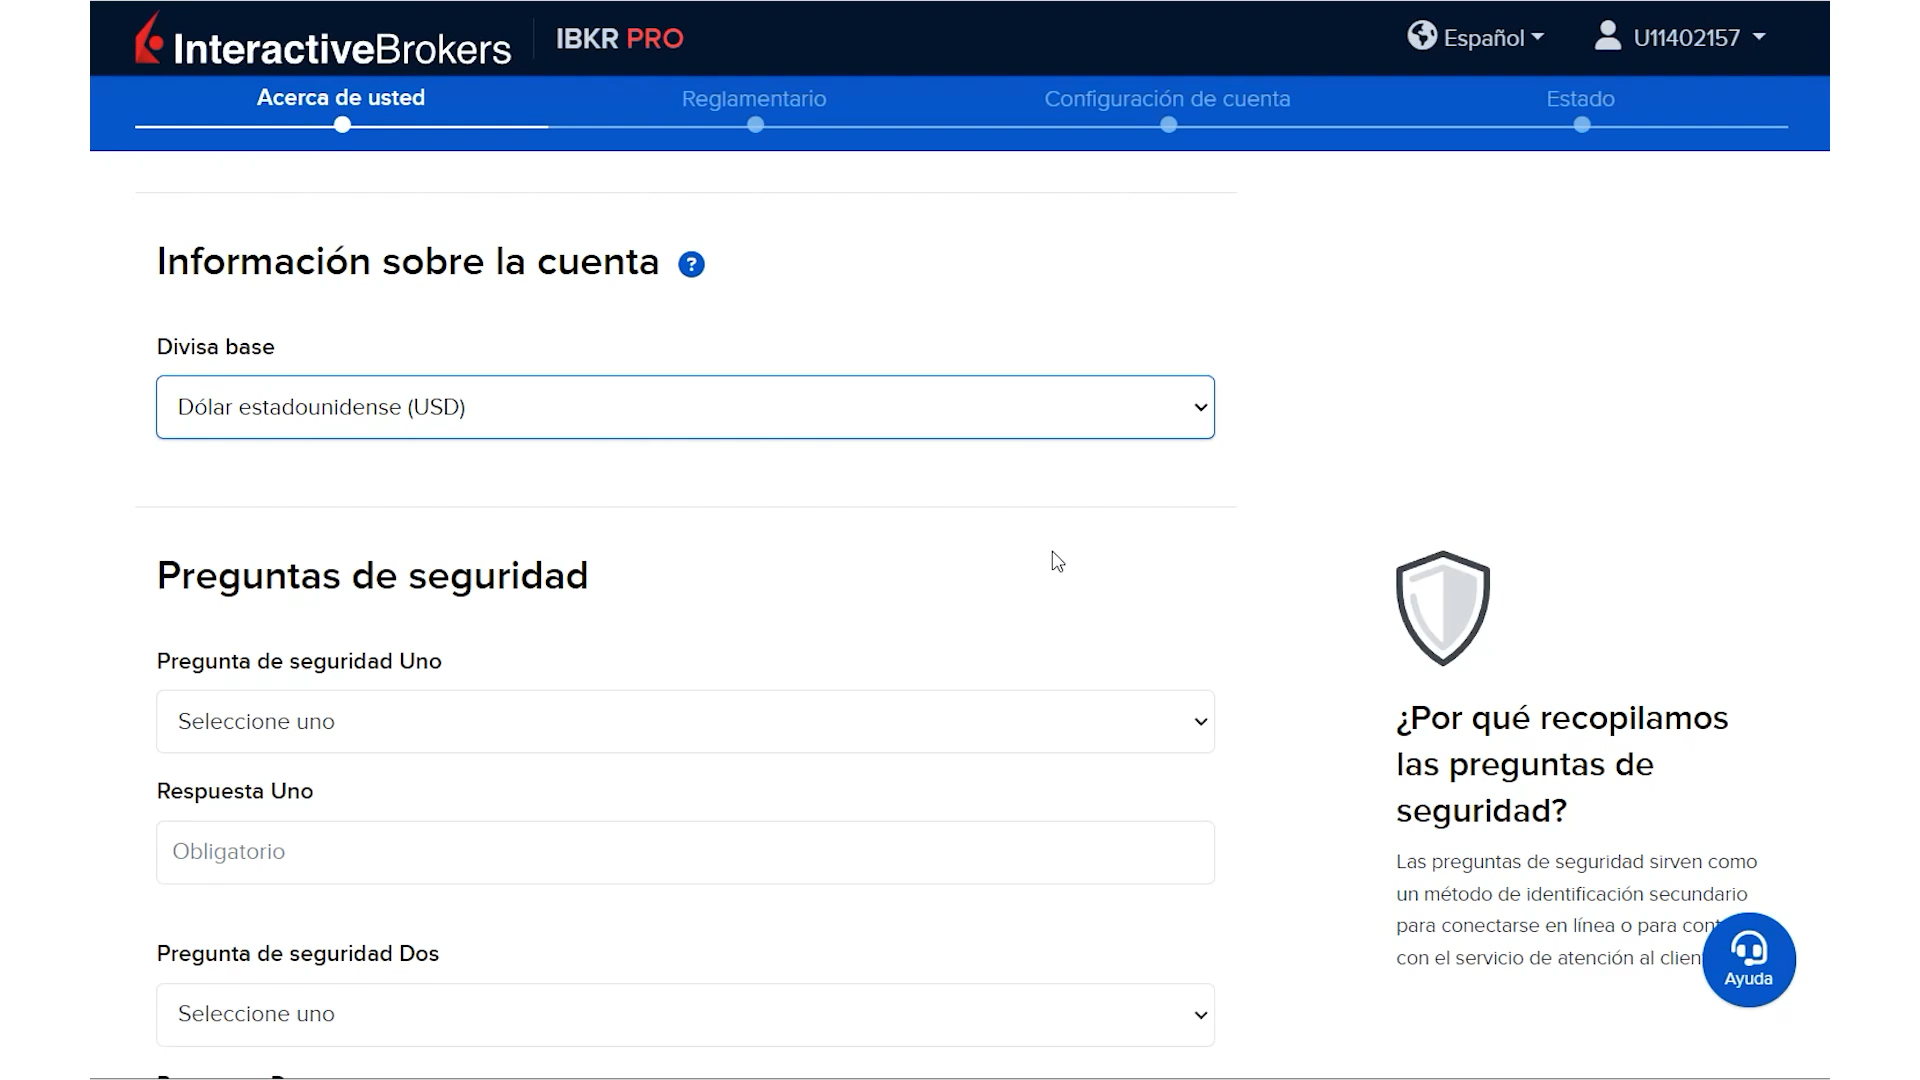 InteractiveBrokers IBKR PRO Español U11402157
Acerca de usted Reglamentario Configuración de cuenta Estado
Información sobre la cuenta ?
Divisa base
Dólar estadounidense (USD)
Preguntas de seguridad
Pregunta de seguridad Uno
Seleccione uno
Respuesta Uno
Obligatorio
Pregunta de seguridad Dos
Seleccione uno
¿Por qué recopilamos
las preguntas de
seguridad?
Las preguntas de seguridad sirven como
un método de identificación secundario
para conectarse en línea o para
con el servicio de atención al
Ayuda